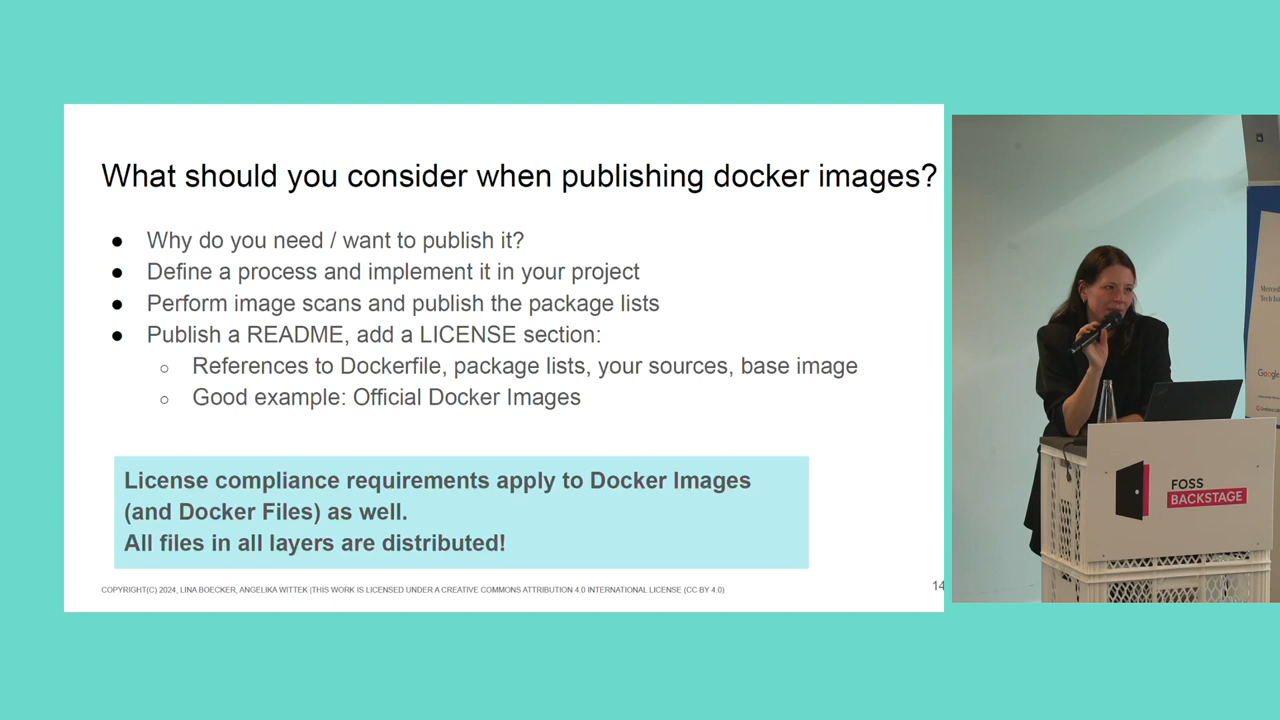 What should you consider when publishing docker images?
● Why do you need / want to publish it?
● Define a process and implement it in your project
● Perform image scans and publish the package lists
● Publish a README, add a LICENSE section:
○ References to Dockerfile, package lists, your sources, base image
○ Good example: Official Docker Images
License compliance requirements apply to Docker Images
(and Docker Files) as well.
All files in all layers are distributed!
COPYRIGHT(C) 2024, LINA BOECKER, ANGELIKA WITTEK |THIS WORK IS LICENSED UNDER A CREATIVE COMMONS ATTRIBUTION 4.0 INTERNATIONAL LICENSE (CC BY 4.0)
14
FOSS
BACKSTAGE
Google